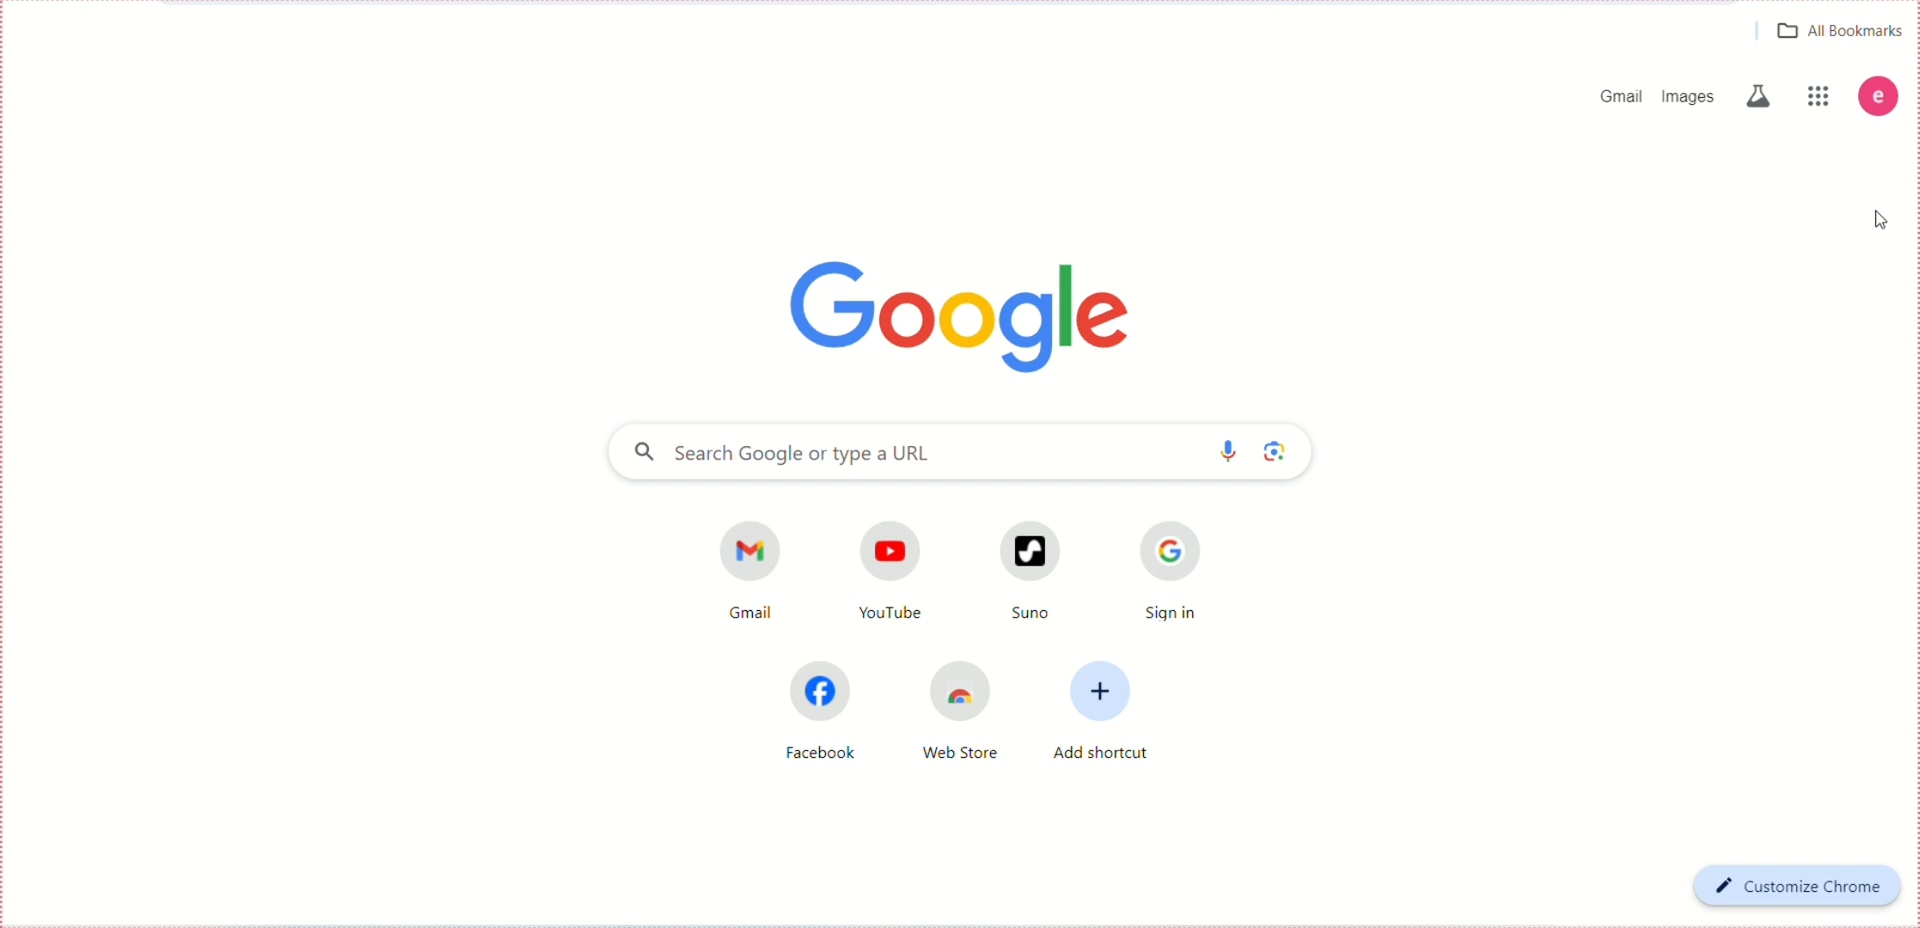 All Bookmarks
Gmail Images
e
Google
Search Google or type a URL
Gmail YouTube Suno Sign in
Facebook Web Store Add shortcut
Customize Chrome